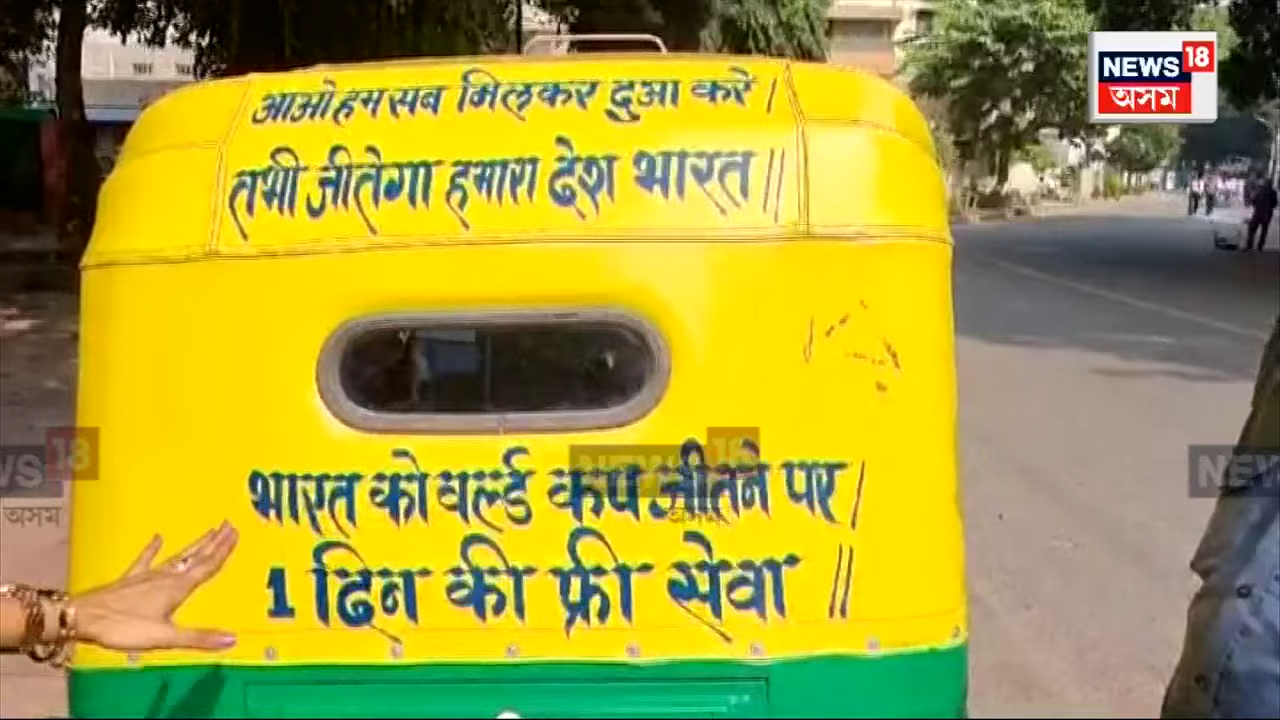 NEWS 18
অসম
आओ हम सब मिलकर दुआ करे।
तभी जीतेगा हमारा देश भारत॥
भारत को वर्ल्ड कप जीतने पर।
1 दिन की फ्री सेवा॥